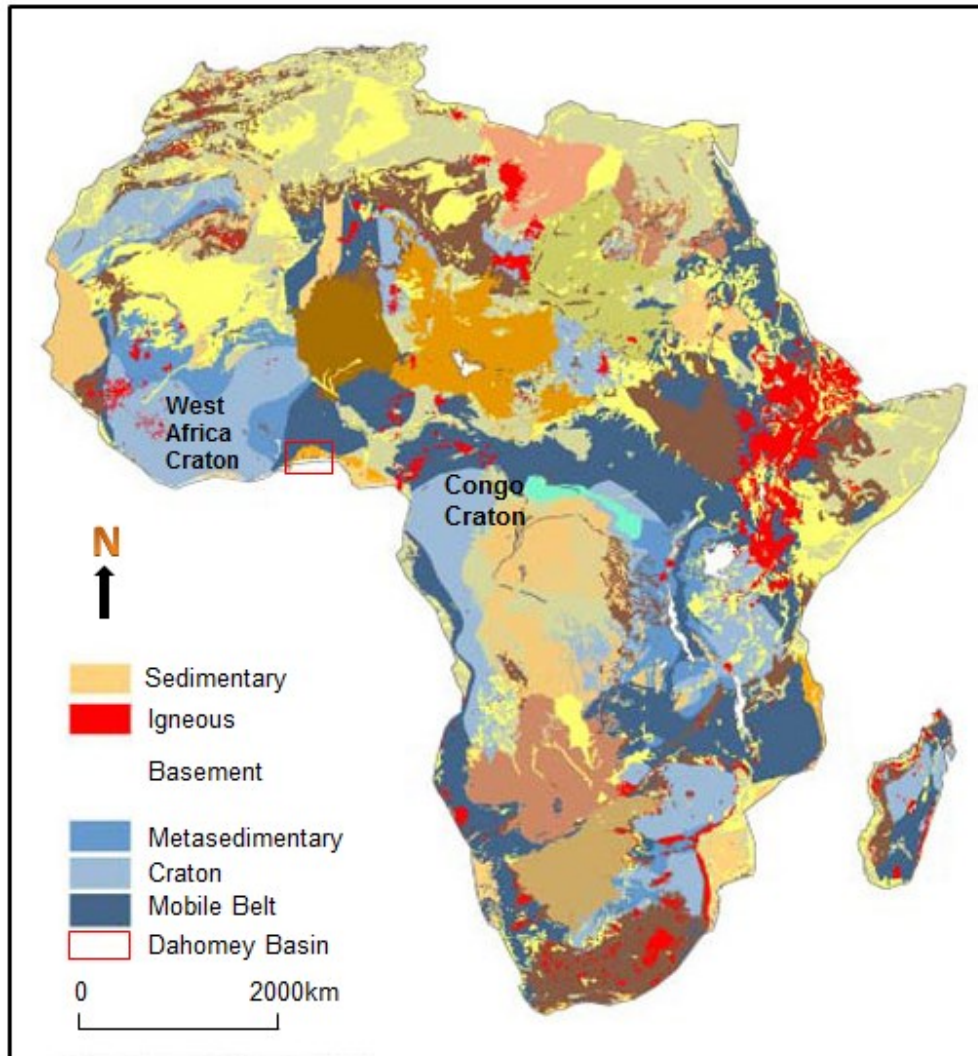 West
Africa
Craton
Congo
Craton
N
Sedimentary
Igneous
Basement
Metasedimentary
Craton
Mobile Belt
Dahomey Basin
0 2000km